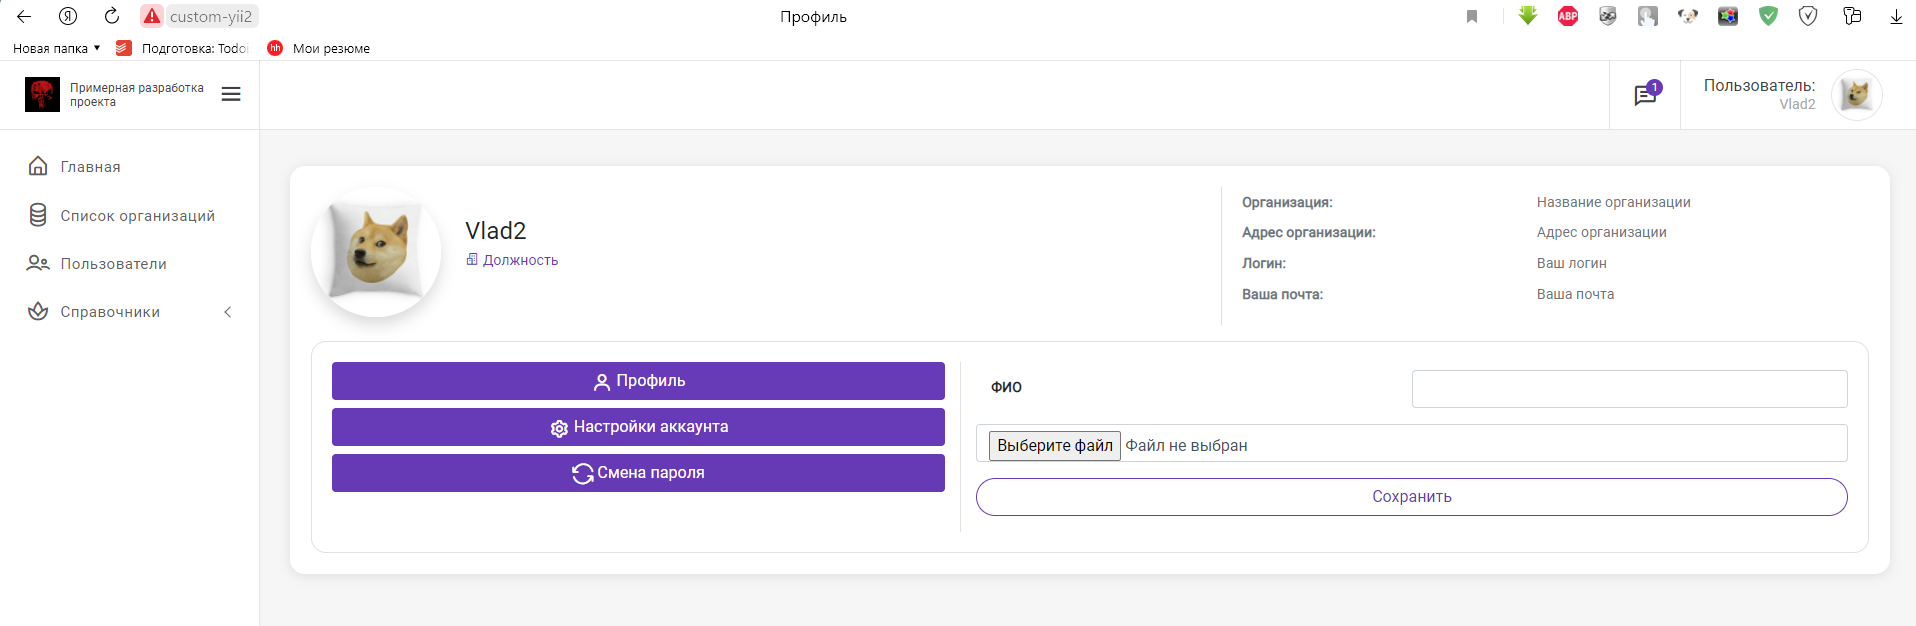 custom-yii2
Профиль
ABP
Новая папка
Подготовка: Todo
hh
Мои резюме
Примерная разработка
проекта
1
Пользователь:
Vlad2
Главная
Список организаций
Пользователи
Справочники
Vlad2
Должность
Организация: Название организации
Адрес организации: Адрес организации
Логин: Ваш логин
Ваша почта: Ваша почта
Профиль
Настройки аккаунта
Смена пароля
ФИО
Выберите файл Файл не выбран
Сохранить